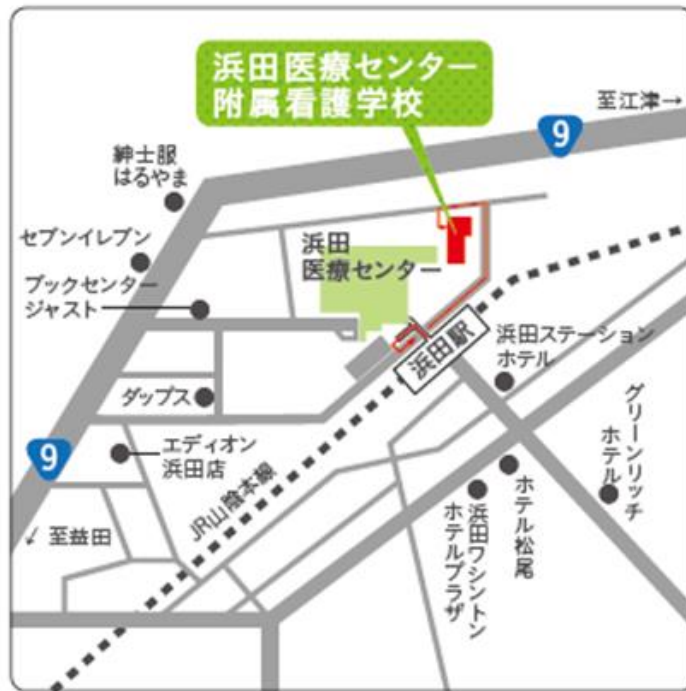 浜田医療センター
附属看護学校
至江津→
9
紳士服
はるやま
セブンイレブン
浜田
医療センター
ブックセンター
ジャスト
浜田駅
浜田ステーション
ホテル
ダップス
グリーンリッチ
ホテル
エディオン
浜田店
9
JR山陰本線
ホテル松尾
浜田ワシントン
ホテルプラザ
↙至益田